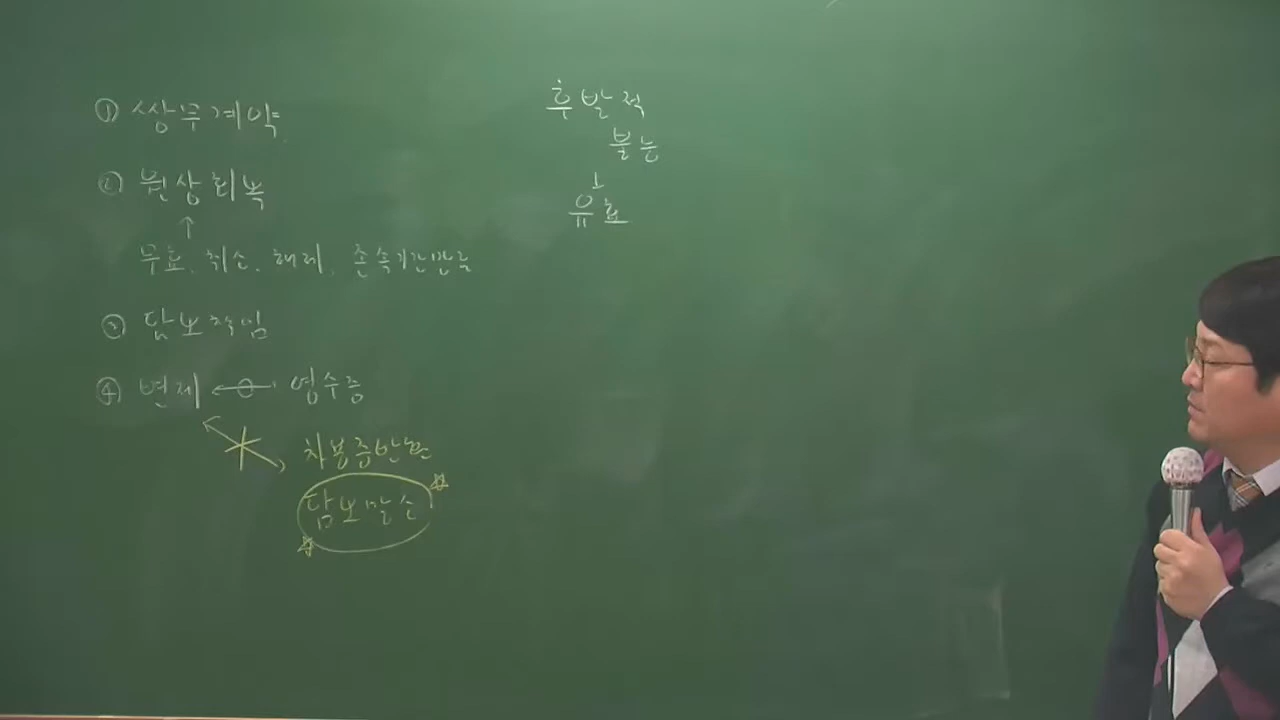 ① 쌍무계약
② 원상회복
↑
무효, 취소, 해제, 존속기간만료
③ 담보책임
④ 변제 ↔ 영수증
차용증반환
담보말소
후발적
불능
유효